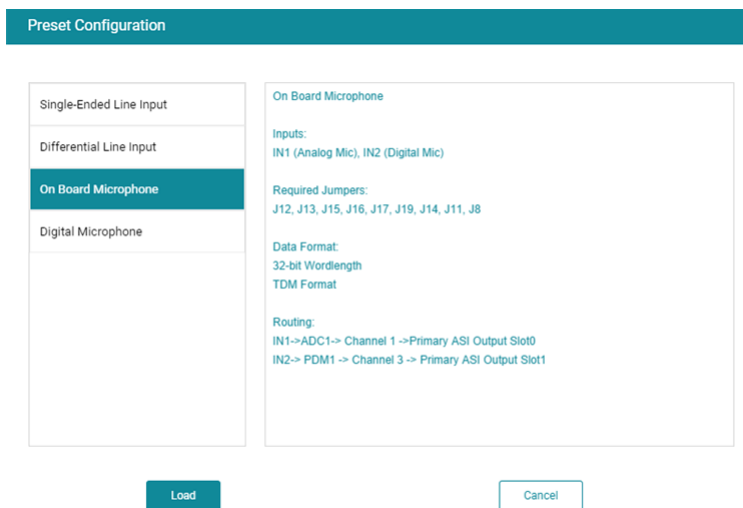 Preset Configuration
Single-Ended Line Input
Differential Line Input
On Board Microphone
Digital Microphone
On Board Microphone
Inputs:
IN1 (Analog Mic), IN2 (Digital Mic)
Required Jumpers:
J12, J13, J15, J16, J17, J19, J14, J11, J8
Data Format:
32-bit Wordlength
TDM Format
Routing:
IN1->ADC1-> Channel 1 ->Primary ASI Output Slot0
IN2-> PDM1 -> Channel 3 -> Primary ASI Output Slot1
Load
Cancel